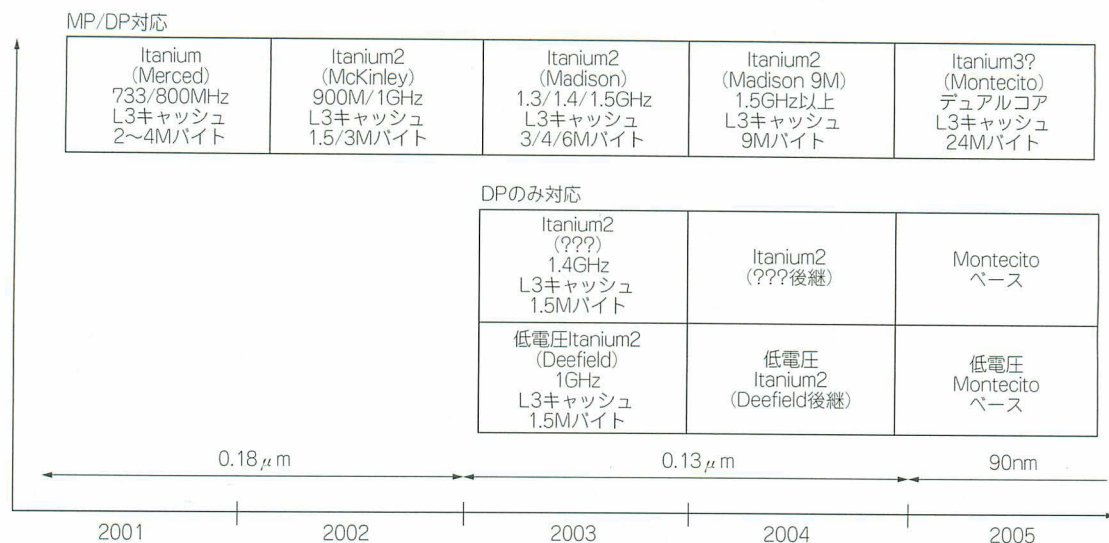 MP/DP対応
Itanium
(Merced)
733/800MHz
L3キャッシュ
2～4Mバイト
Itanium2
(McKinley)
900M/1GHz
L3キャッシュ
1.5/3Mバイト
Itanium2
(Madison)
1.3/1.4/1.5GHz
L3キャッシュ
3/4/6Mバイト
Itanium2
(Madison 9M)
1.5GHz以上
L3キャッシュ
9Mバイト
Itanium3?
(Montecito)
デュアルコア
L3キャッシュ
24Mバイト
DPのみ対応
Itanium2
(???)
1.4GHz
L3キャッシュ
1.5Mバイト
Itanium2
(???後継)
Montecito
ベース
低電圧Itanium2
(Deefield)
1GHz
L3キャッシュ
1.5Mバイト
低電圧
Itanium2
(Deefield後継)
低電圧
Montecito
ベース
0.18μm
0.13μm
90nm
2001
2002
2003
2004
2005